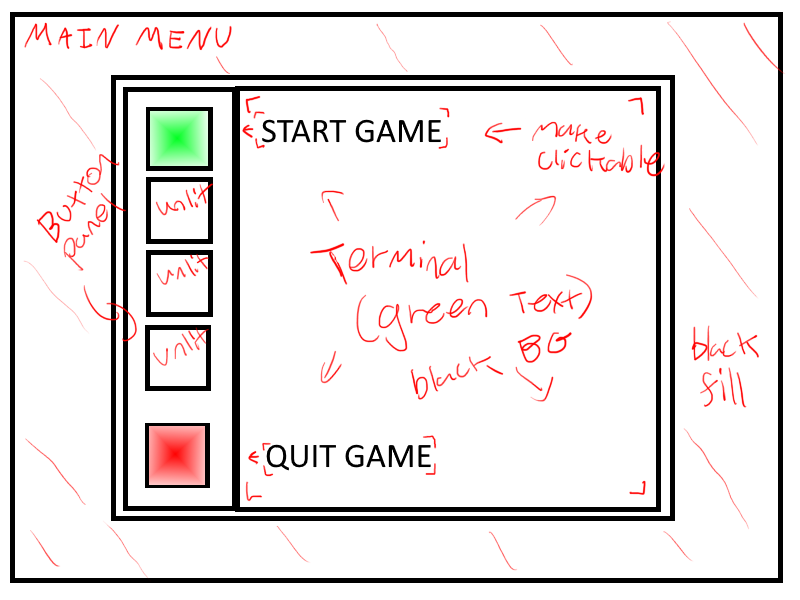 MAIN MENU
START GAME
make
clickable
Button
panel
unlit
unlit
unlit
Terminal
(green text)
black BG
black
fill
QUIT GAME